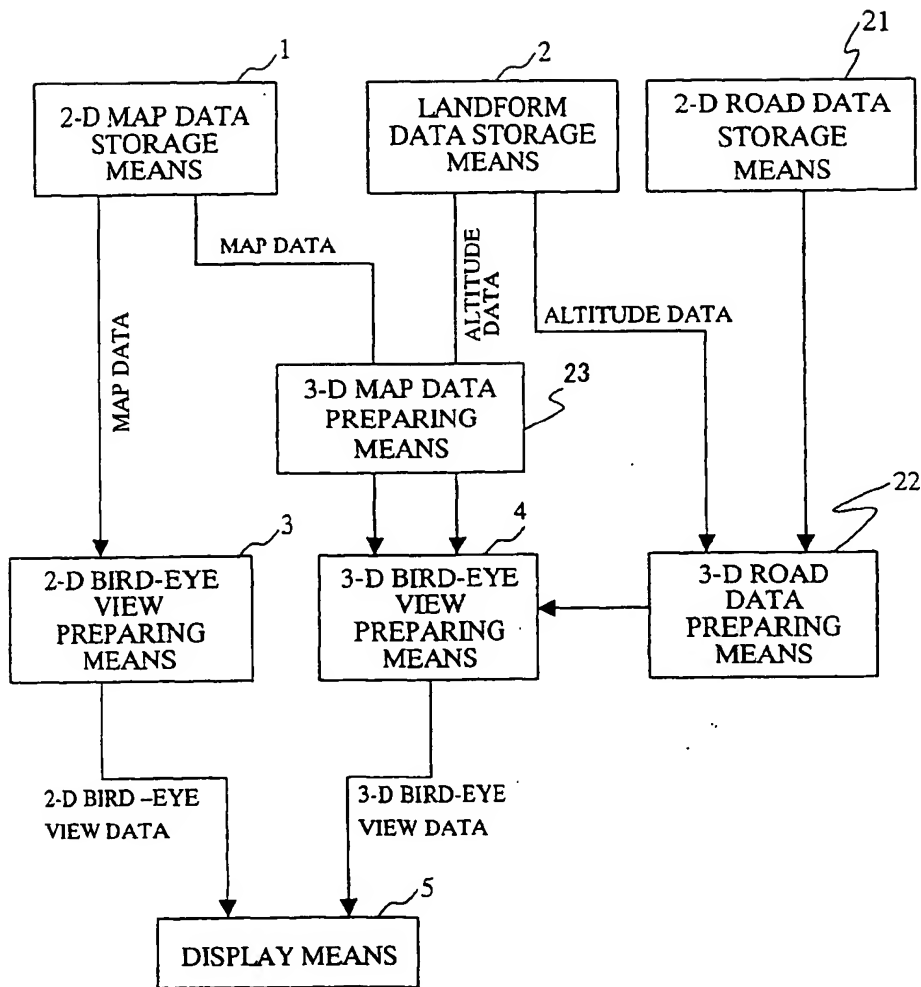 1
2-D MAP DATA
STORAGE
MEANS
2
LANDFORM
DATA STORAGE
MEANS
21
2-D ROAD DATA
STORAGE
MEANS
MAP DATA
MAP DATA
ALTITUDE
DATA
ALTITUDE DATA
3-D MAP DATA
PREPARING
MEANS
23
3
2-D BIRD-EYE
VIEW
PREPARING
MEANS
4
3-D BIRD-EYE
VIEW
PREPARING
MEANS
22
3-D ROAD
DATA
PREPARING
MEANS
2-D BIRD –EYE
VIEW DATA
3-D BIRD-EYE
VIEW DATA
5
DISPLAY MEANS